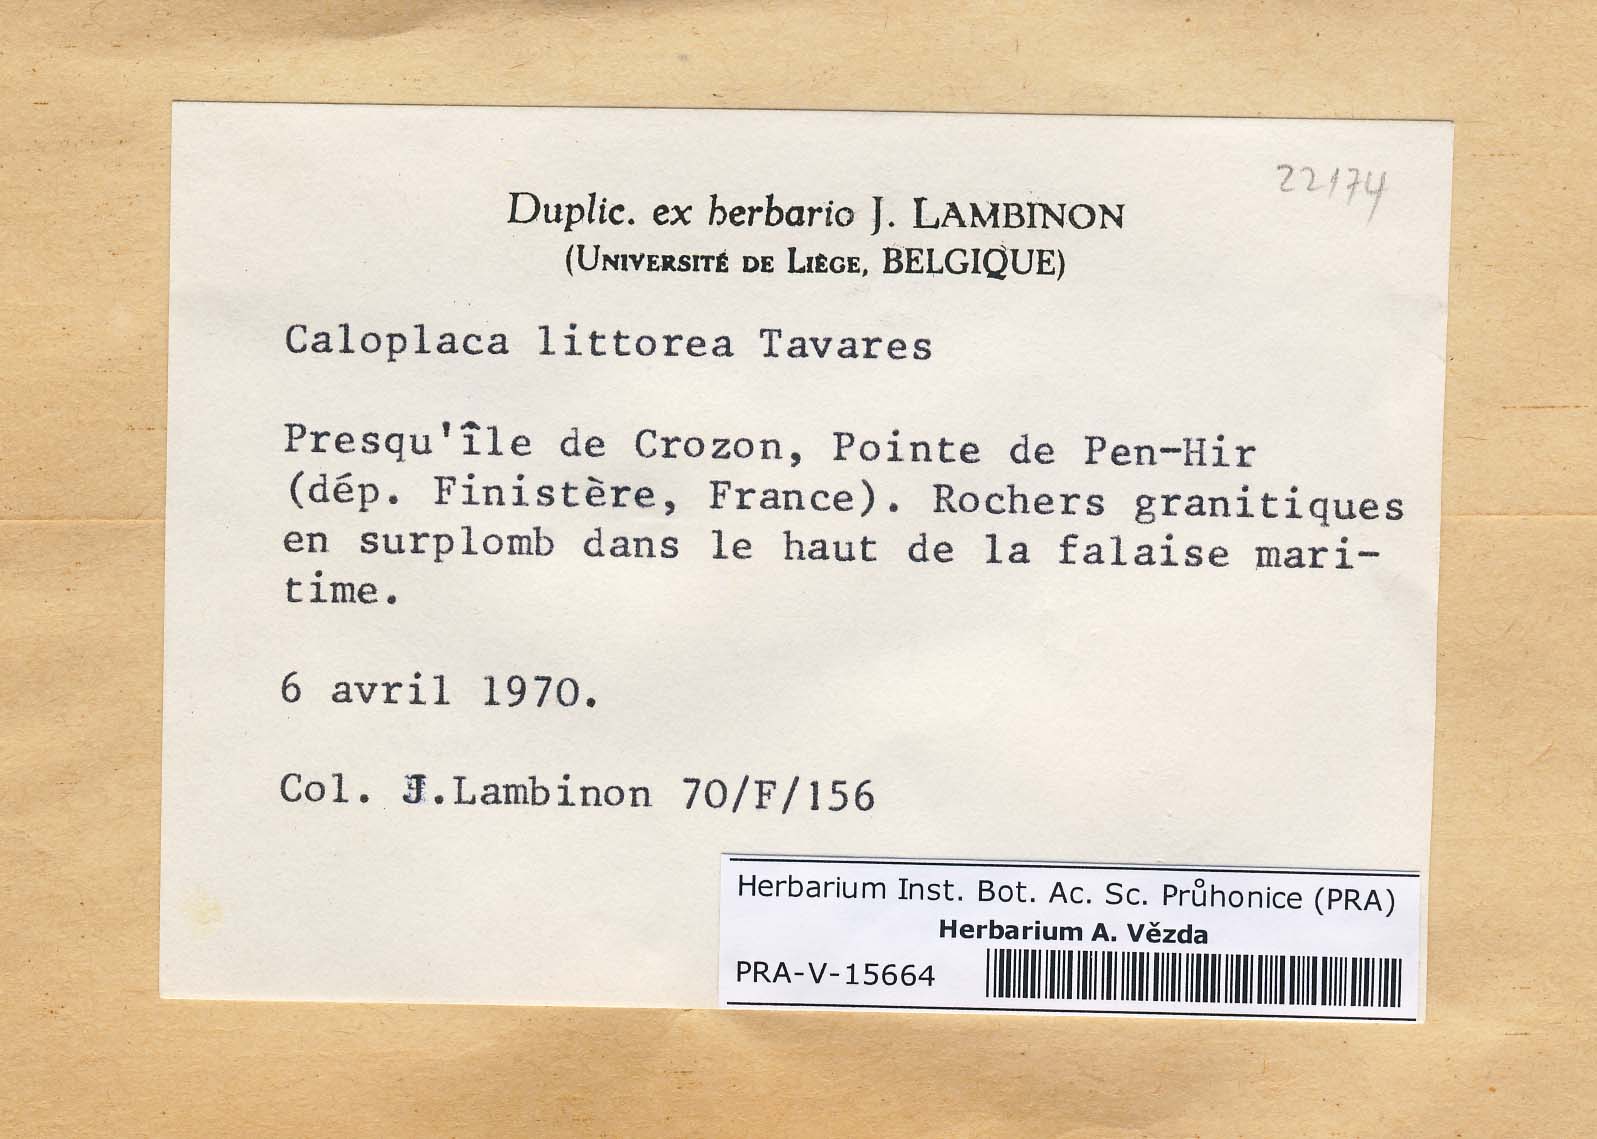 22174
Duplic. ex herbario J. LAMBINON
(UNIVERSITÉ DE LIÈGE, BELGIQUE)
Caloplaca littorea Tavares
Presqu'île de Crozon, Pointe de Pen-Hir
(dép. Finistère, France). Rochers granitiques
en surplomb dans le haut de la falaise mari-
time.
6 avril 1970.
Col. J.Lambinon 70/F/156
Herbarium Inst. Bot. Ac. Sc. Průhonice (PRA)
Herbarium A. Vězda
PRA-V-15664